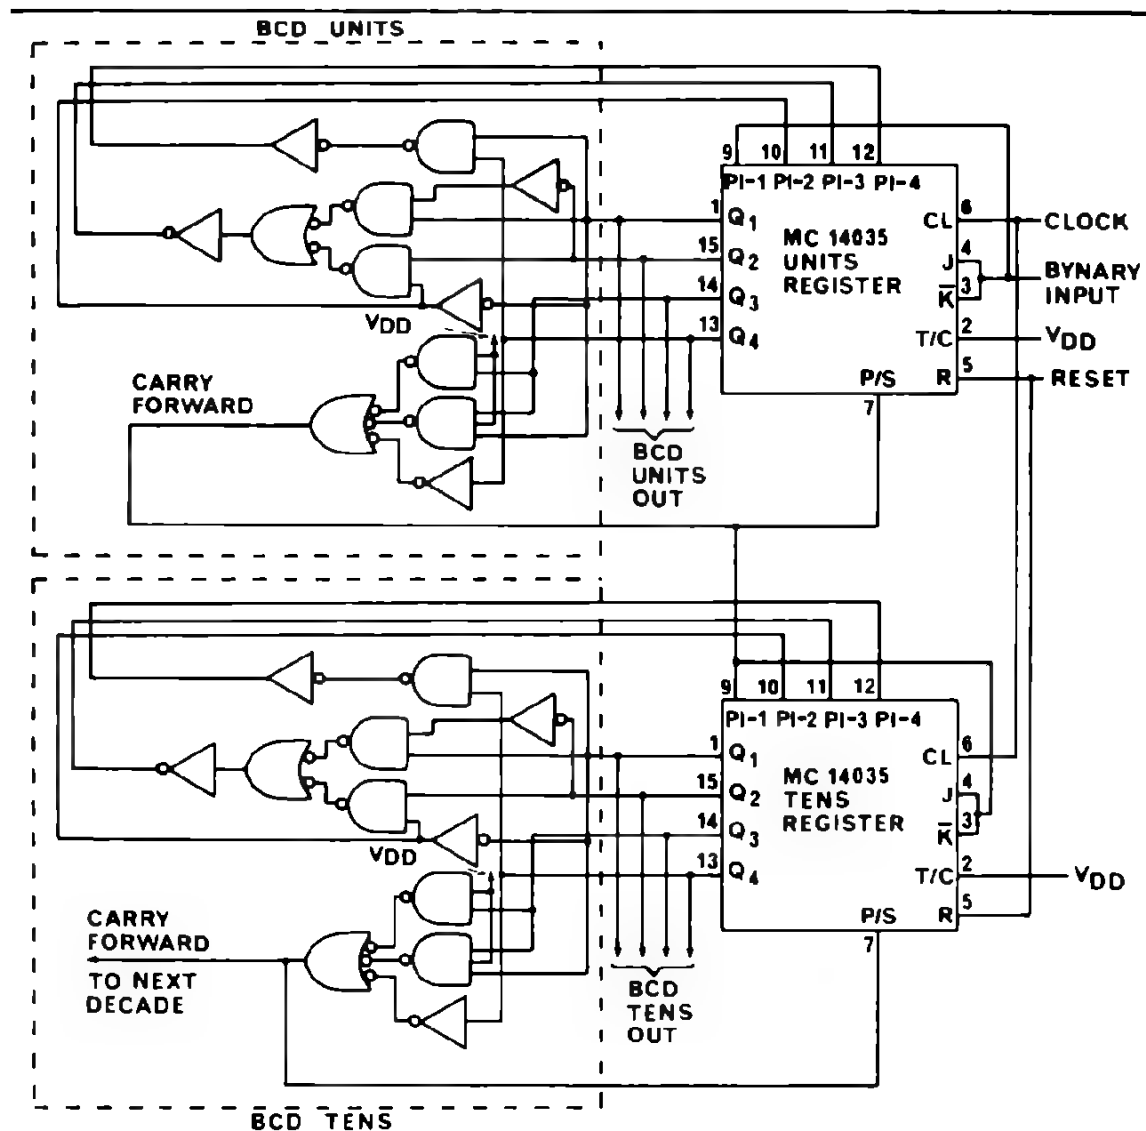 BCD UNITS
9 10 11 12
PI-1 PI-2 PI-3 PI-4
1 Q1
15 Q2
14 Q3
13 Q4
MC 14035
UNITS
REGISTER
CL 6 CLOCK
J 4
K̅ 3
BYNARY
INPUT
T/C 2 VDD
P/S R 5 RESET
7
VDD
CARRY
FORWARD
BCD
UNITS
OUT
9 10 11 12
PI-1 PI-2 PI-3 PI-4
1 Q1
15 Q2
14 Q3
13 Q4
MC 14035
TENS
REGISTER
CL 6
J 4
K̅ 3
T/C 2 VDD
P/S R 5
7
VDD
CARRY
FORWARD
TO NEXT
DECADE
BCD
TENS
OUT
BCD TENS